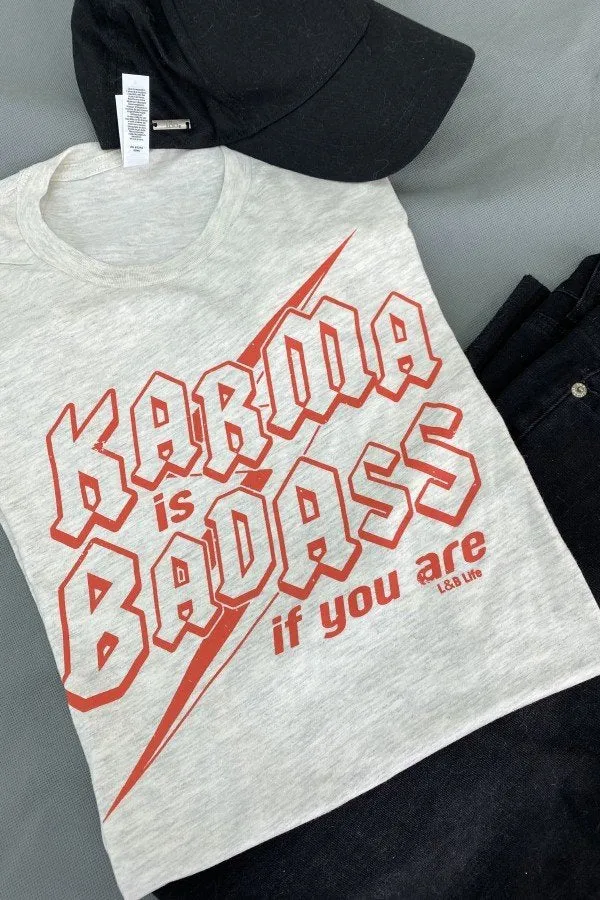 KARMA
is
BADASS
if you are
L&B Life